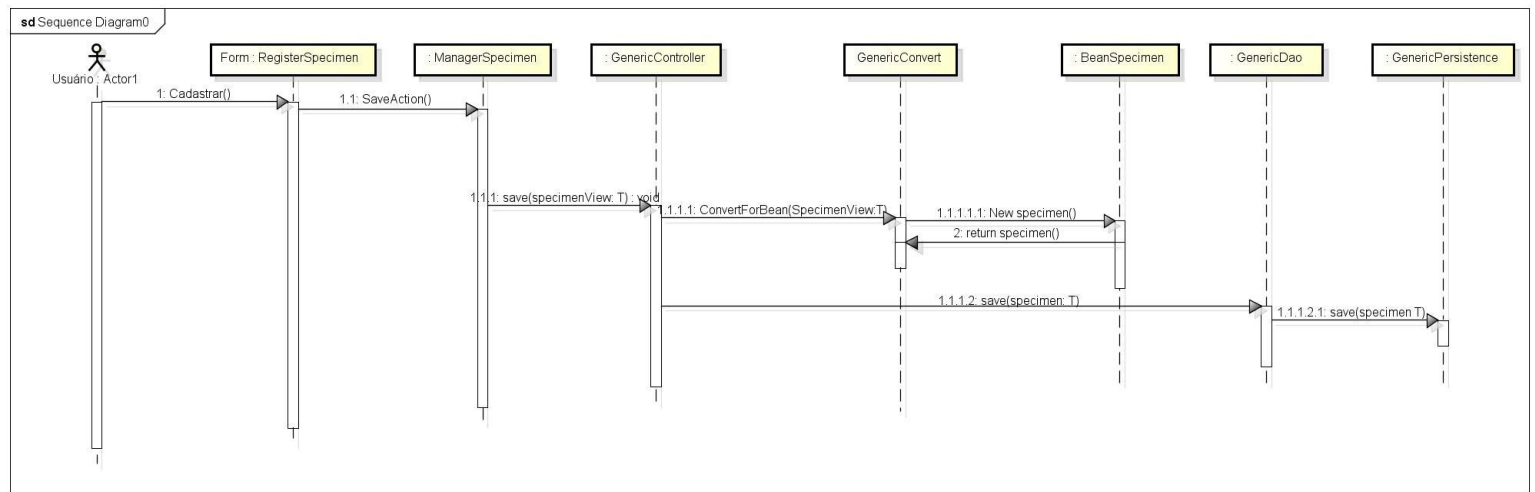 sd Sequence Diagram0
Usuário : Actor1
Form : RegisterSpecimen
: ManagerSpecimen
: GenericController
GenericConvert
: BeanSpecimen
: GenericDao
: GenericPersistence
1: Cadastrar()
1.1: SaveAction()
1.1.1: save(specimenView: T) : void
1.1.1.1: ConvertForBean(SpecimenView:T)
1.1.1.1.1: New specimen()
2: return specimen()
1.1.1.2: save(specimen: T)
1.1.1.2.1: save(specimen T)